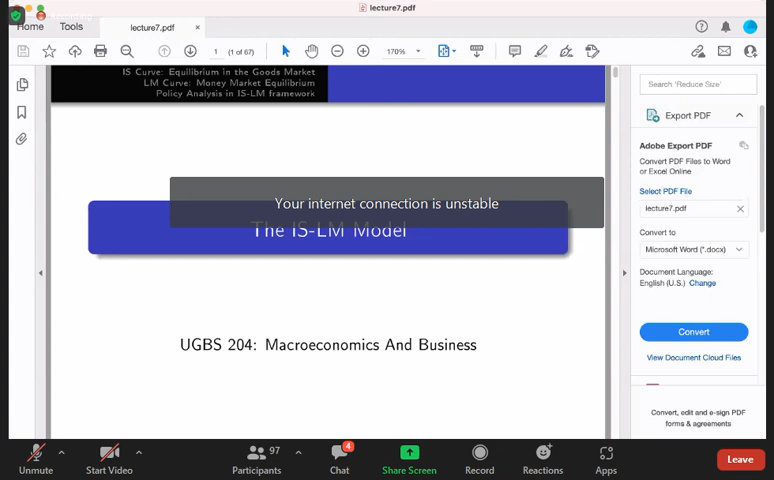 lecture7.pdf
Home Tools lecture7.pdf ×
1 (1 of 67) 170%
IS Curve: Equilibrium in the Goods Market
LM Curve: Money Market Equilibrium
Policy Analysis in IS-LM framework
Search 'Reduce Size'
Export PDF
Adobe Export PDF
Convert PDF Files to Word
or Excel Online
Select PDF File
lecture7.pdf
Convert to
Microsoft Word (*.docx)
Document Language:
English (U.S.) Change
Convert
View Document Cloud Files
Convert, edit and e-sign PDF
forms & agreements
Your internet connection is unstable
The IS-LM Model
UGBS 204: Macroeconomics And Business
97
4
Unmute Start Video Participants Chat Share Screen Record Reactions Apps Leave